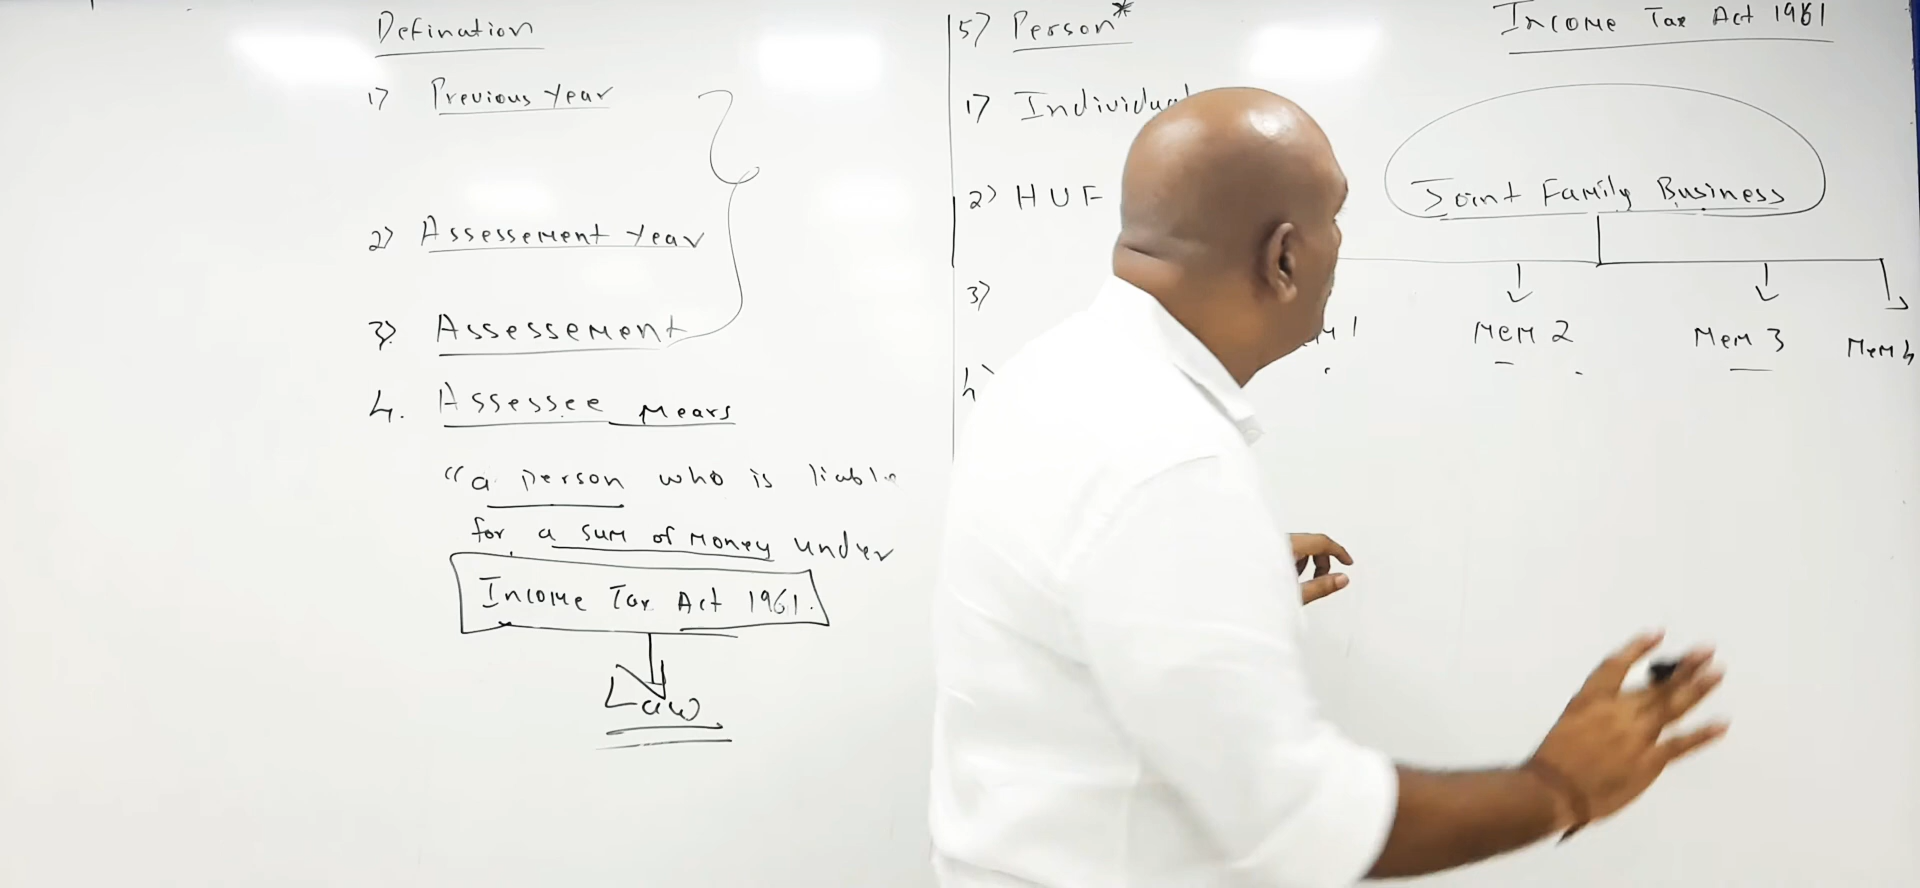 Defination
1) Previous Year
2) Assessement Year
3) Assessement
4. Assessee means
"a person who is liable
for a sum of money under
Income Tax Act 1961.
Law
5) Person*
1) Individual
2) HUF
3)
4)
Income Tax Act 1961
Joint Family Business
1 Mem 2 Mem 3 Mem 4